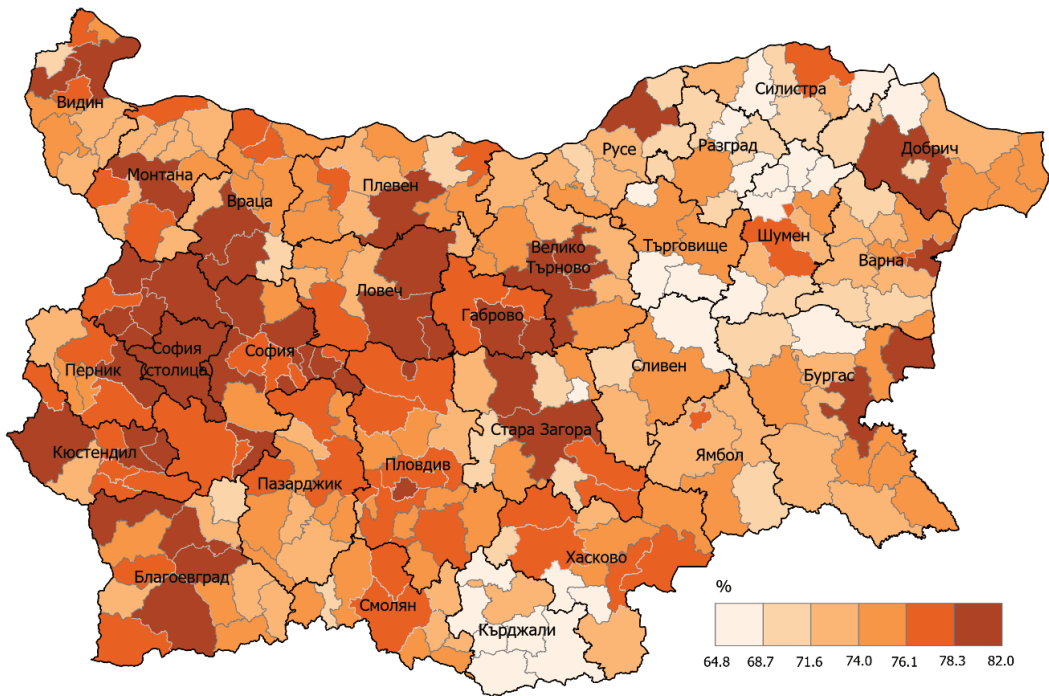 Силистра
Видин
Русе
Разград
Добрич
Монтана
Плевен
Враца
Шумен
Търговище
Велико
Търново
Варна
Ловеч
Габрово
София
(столица)
София
Перник
Сливен
Бургас
Стара Загора
Кюстендил
Ямбол
Пловдив
Пазарджик
Хасково
Благоевград
%
Смолян
Кърджали
64.8 68.7 71.6 74.0 76.1 78.3 82.0